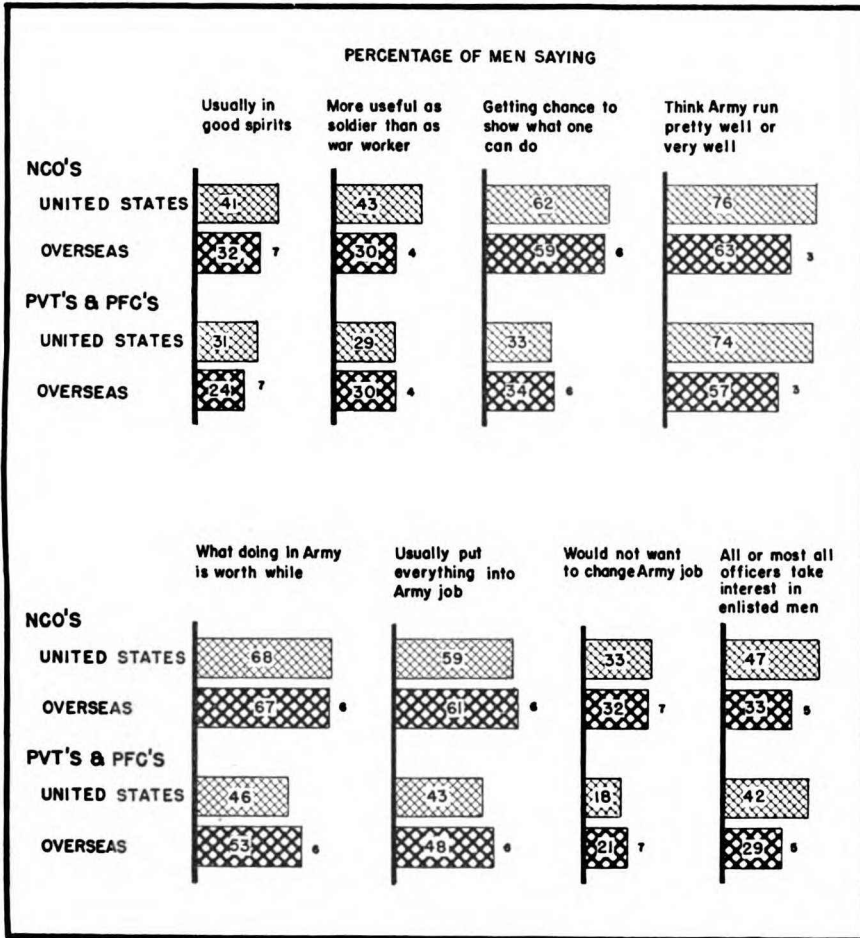 PERCENTAGE OF MEN SAYING
Usually in
good spirits
More useful as
soldier than as
war worker
Getting chance to
show what one
can do
Think Army run
pretty well or
very well
NCO'S
UNITED STATES 41 43 62 76
OVERSEAS 32 7 30 4 59 6 63 3
PVT'S & PFC'S
UNITED STATES 31 29 33 74
OVERSEAS 24 7 30 4 34 6 57 3
What doing in Army
is worth while
Usually put
everything into
Army job
Would not want
to change Army job
All or most all
officers take
interest in
enlisted men
NCO'S
UNITED STATES 68 59 33 47
OVERSEAS 67 6 61 6 32 7 33 5
PVT'S & PFC'S
UNITED STATES 46 43 18 42
OVERSEAS 53 6 48 6 21 7 29 5